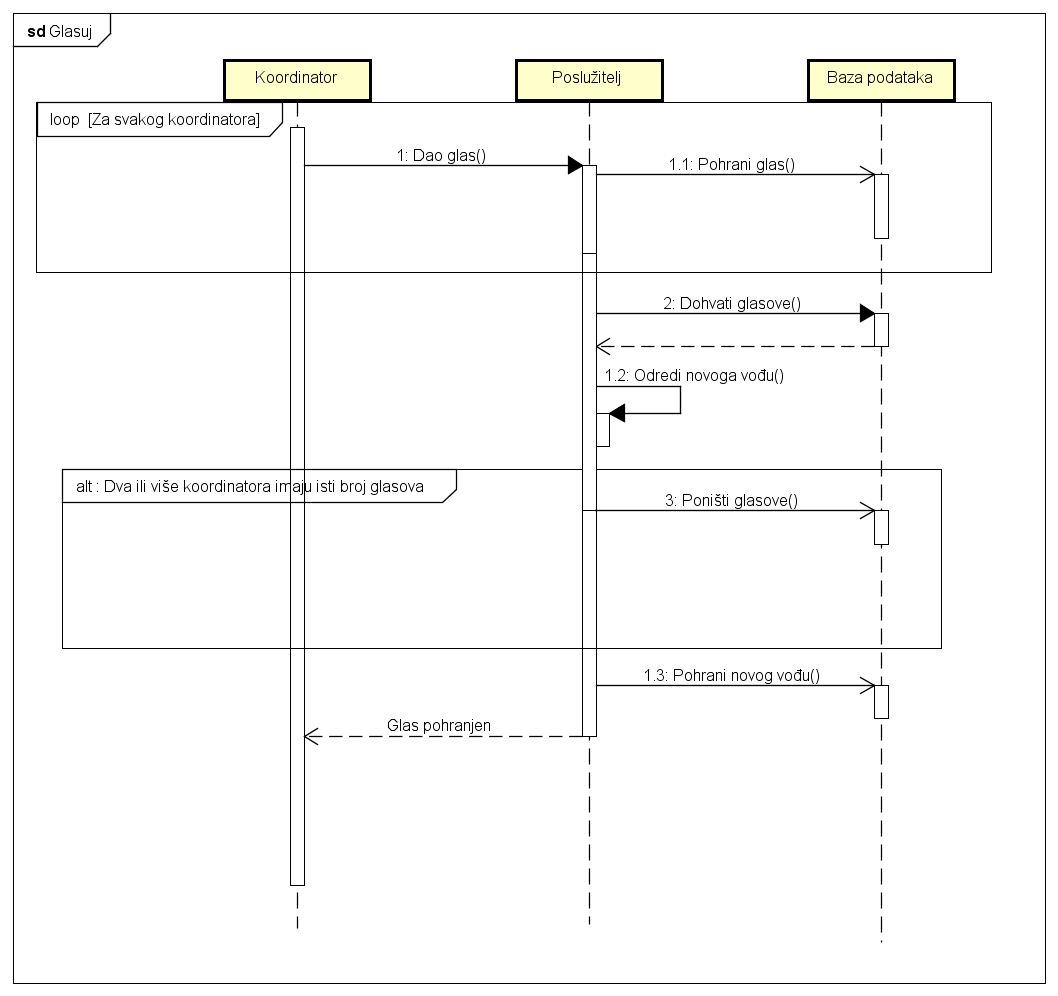 sd Glasuj
Koordinator
Poslužitelj
Baza podataka
loop [Za svakog koordinatora]
1: Dao glas()
1.1: Pohrani glas()
2: Dohvati glasove()
1.2: Odredi novoga vođu()
alt : Dva ili više koordinatora imaju isti broj glasova
3: Poništi glasove()
1.3: Pohrani novog vođu()
Glas pohranjen